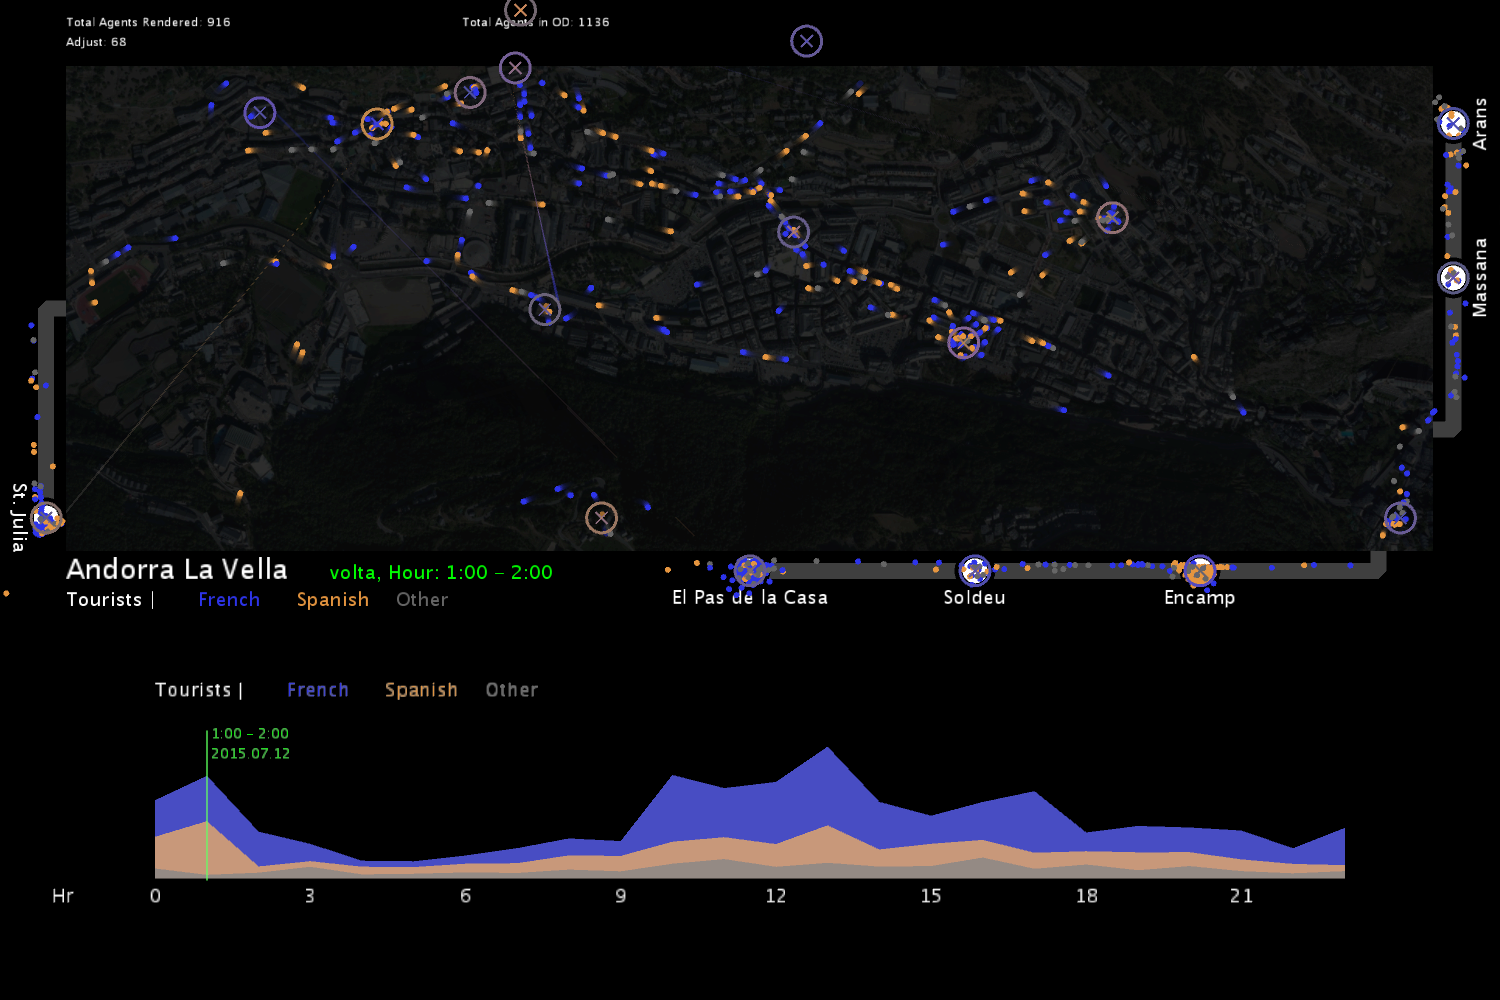 Total Agents Rendered: 916
Total Agents in OD: 1136
Adjust: 68
Arans
Massana
St. Julia
Andorra La Vella
volta, Hour: 1:00 – 2:00
Tourists | French Spanish Other
El Pas de la Casa
Soldeu
Encamp
Tourists | French Spanish Other
1:00 – 2:00
2015.07.12
Hr 0 3 6 9 12 15 18 21